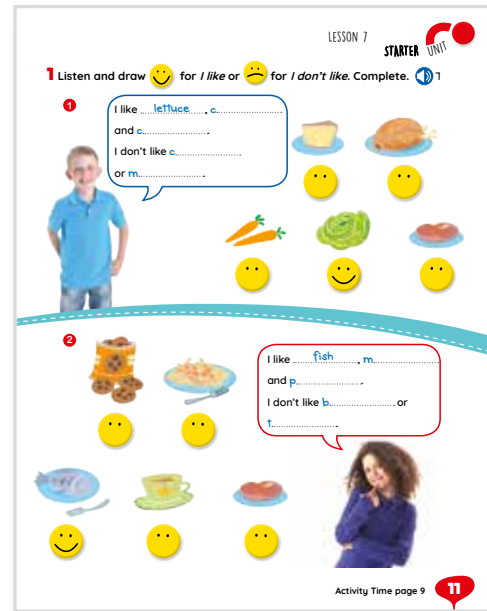 LESSON 7
STARTER UNIT
1 Listen and draw for I like or for I don't like. Complete. 7
1
I like lettuce, c....................
and c.....................
I don't like c....................
or m.....................
2
I like fish, m....................
and p.....................
I don't like b.................... or
t.....................
Activity Time page 9
11